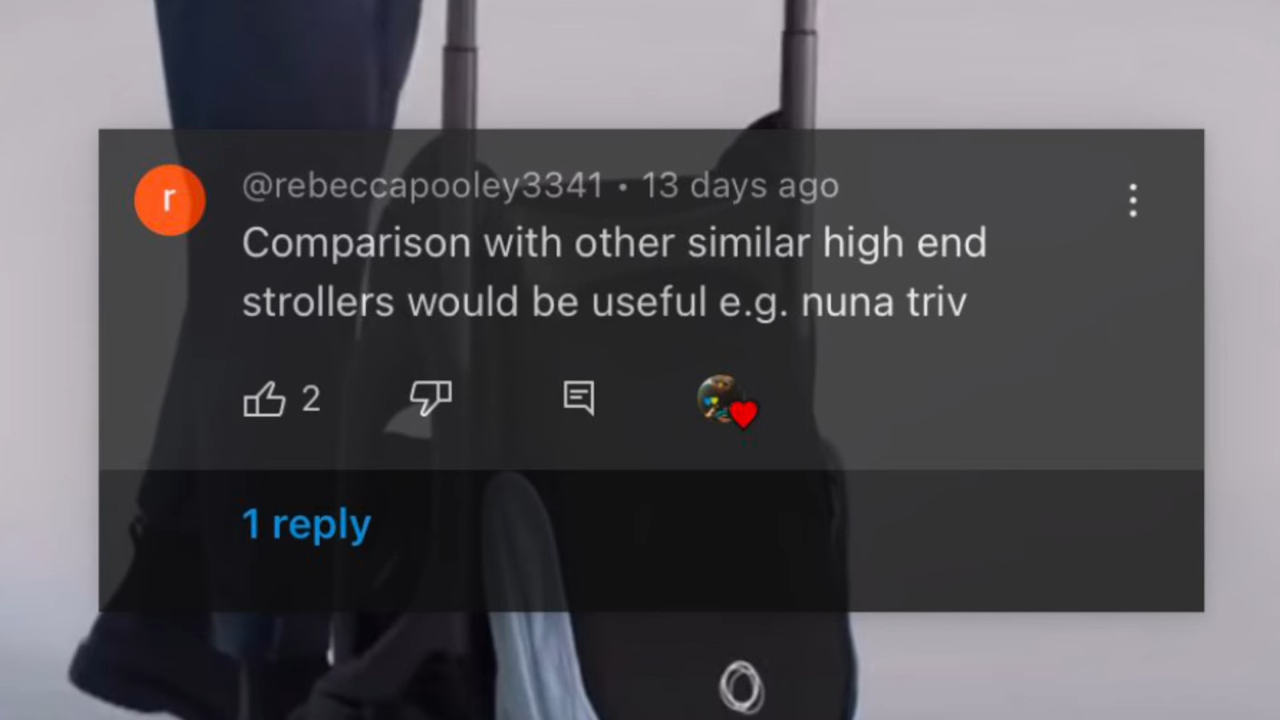 r
@rebeccapooley3341 • 13 days ago
Comparison with other similar high end
strollers would be useful e.g. nuna triv
2
1 reply